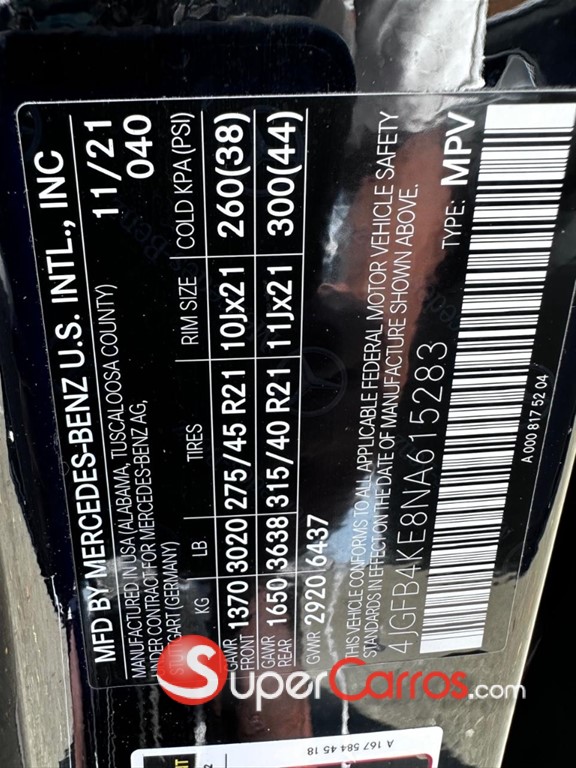 MFD BY MERCEDES-BENZ U.S. INTL., INC
MANUFACTURED IN USA (ALABAMA, TUSCALOOSA COUNTY) 11/21
UNDER CONTRACT FOR MERCEDES-BENZ AG, 040
STUTTGART (GERMANY)
KG LB TIRES RIM SIZE COLD KPA (PSI)
GAWR FRONT 1370 3020 275/45 R21 10Jx21 260(38)
GAWR REAR 1650 3638 315/40 R21 11Jx21 300(44)
GVWR 2920 6437
THIS VEHICLE CONFORMS TO ALL APPLICABLE FEDERAL MOTOR VEHICLE SAFETY
STANDARDS IN EFFECT ON THE DATE OF MANUFACTURE SHOWN ABOVE.
4JGFB4KE8NA615283 TYPE: MPV
A 000 817 52 04
SuperCarros.com
A 167 584 45 18